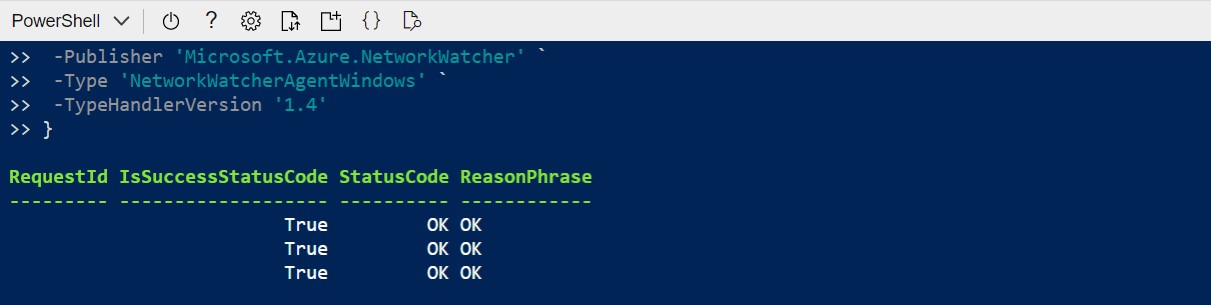 PowerShell ?  { }
>>  -Publisher 'Microsoft.Azure.NetworkWatcher' `
>>  -Type 'NetworkWatcherAgentWindows' `
>>  -TypeHandlerVersion '1.4'
>> }
RequestId IsSuccessStatusCode StatusCode ReasonPhrase
--------- ------------------- ---------- ------------
                         True         OK OK
                         True         OK OK
                         True         OK OK